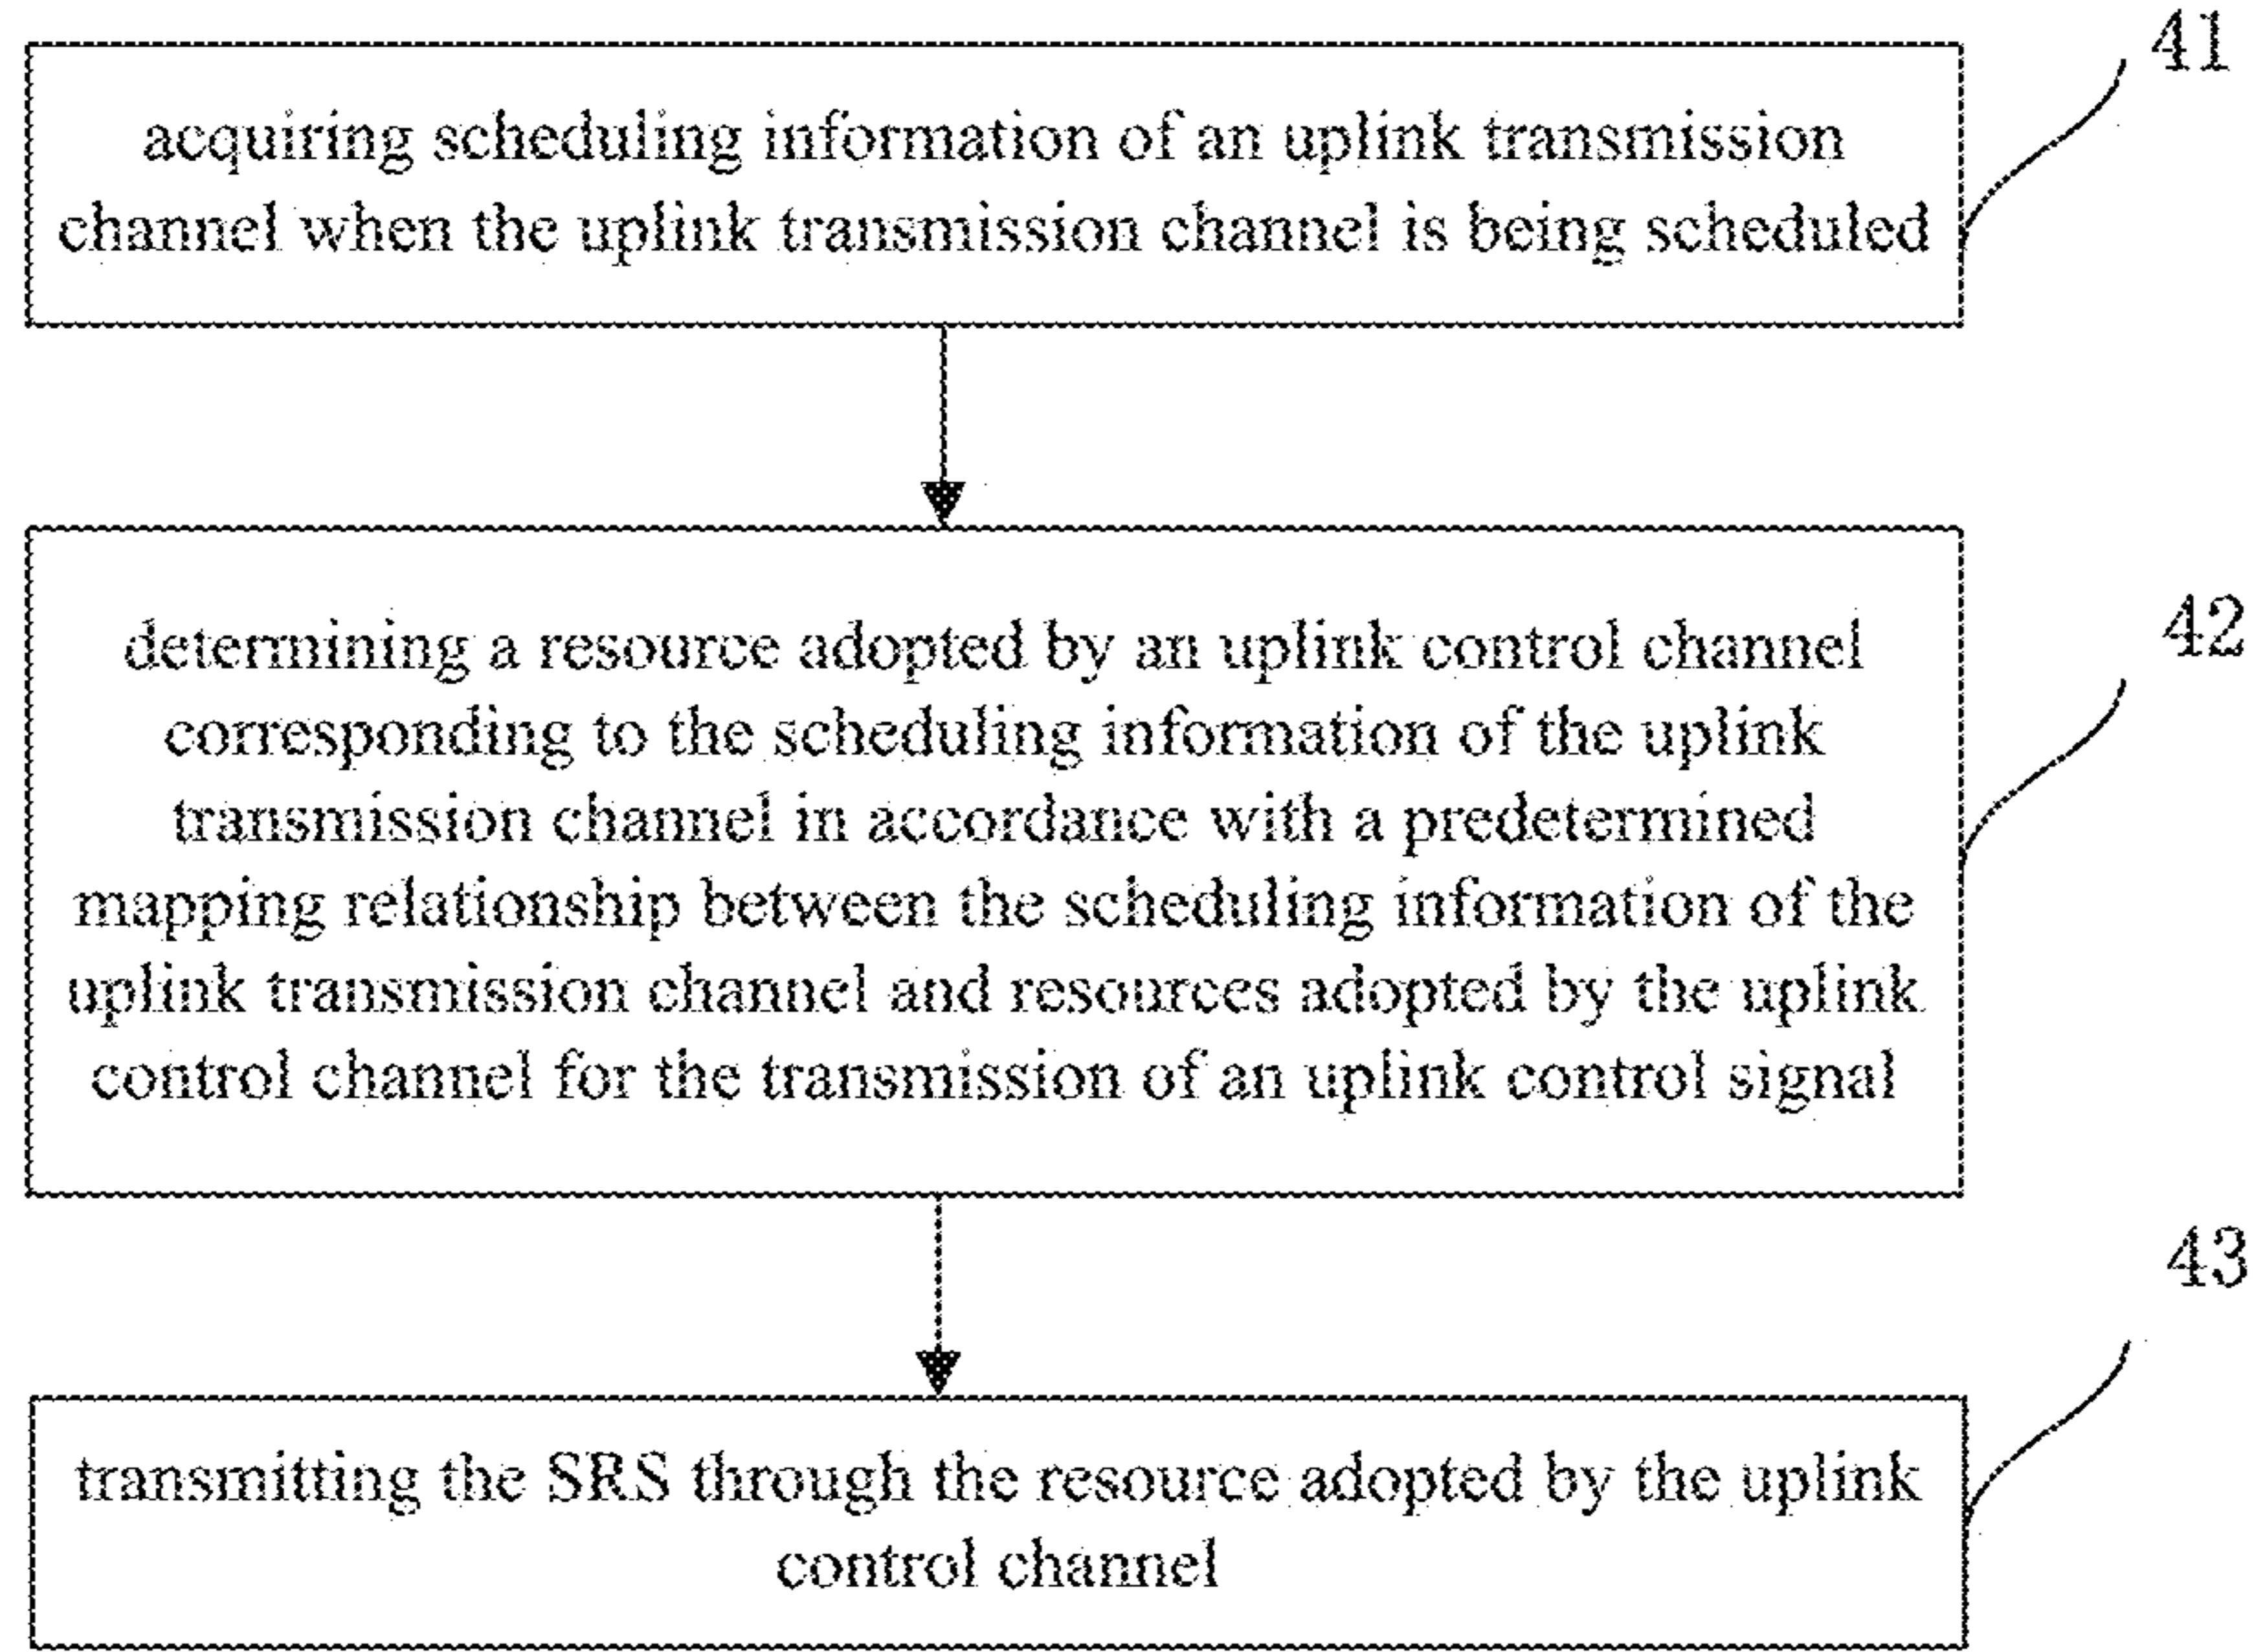 41
acquiring scheduling information of an uplink transmission
channel when the uplink transmission channel is being scheduled
42
determining a resource adopted by an uplink control channel
corresponding to the scheduling information of the uplink
transmission channel in accordance with a predetermined
mapping relationship between the scheduling information of the
uplink transmission channel and resources adopted by the uplink
control channel for the transmission of an uplink control signal
43
transmitting the SRS through the resource adopted by the uplink
control channel